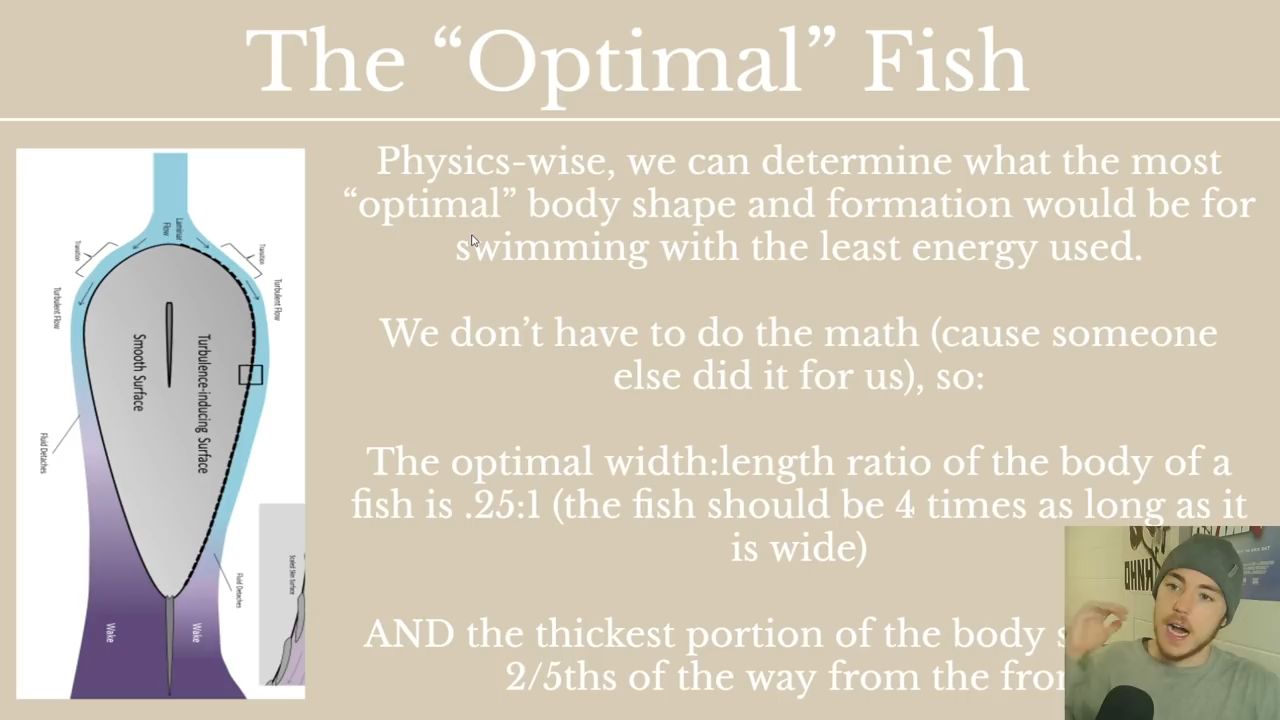 The “Optimal” Fish
Physics-wise, we can determine what the most
“optimal” body shape and formation would be for
swimming with the least energy used.
We don’t have to do the math (cause someone
else did it for us), so:
The optimal width:length ratio of the body of a
fish is .25:1 (the fish should be 4 times as long as it
is wide)
AND the thickest portion of the body
2/5ths of the way from the
Laminar
Flow
Transition
Transition
Turbulent Flow
Turbulent Flow
Smooth Surface
Turbulence-inducing Surface
Fluid Detaches
Fluid Detaches
Wake
Wake
Scaled Skin Surface